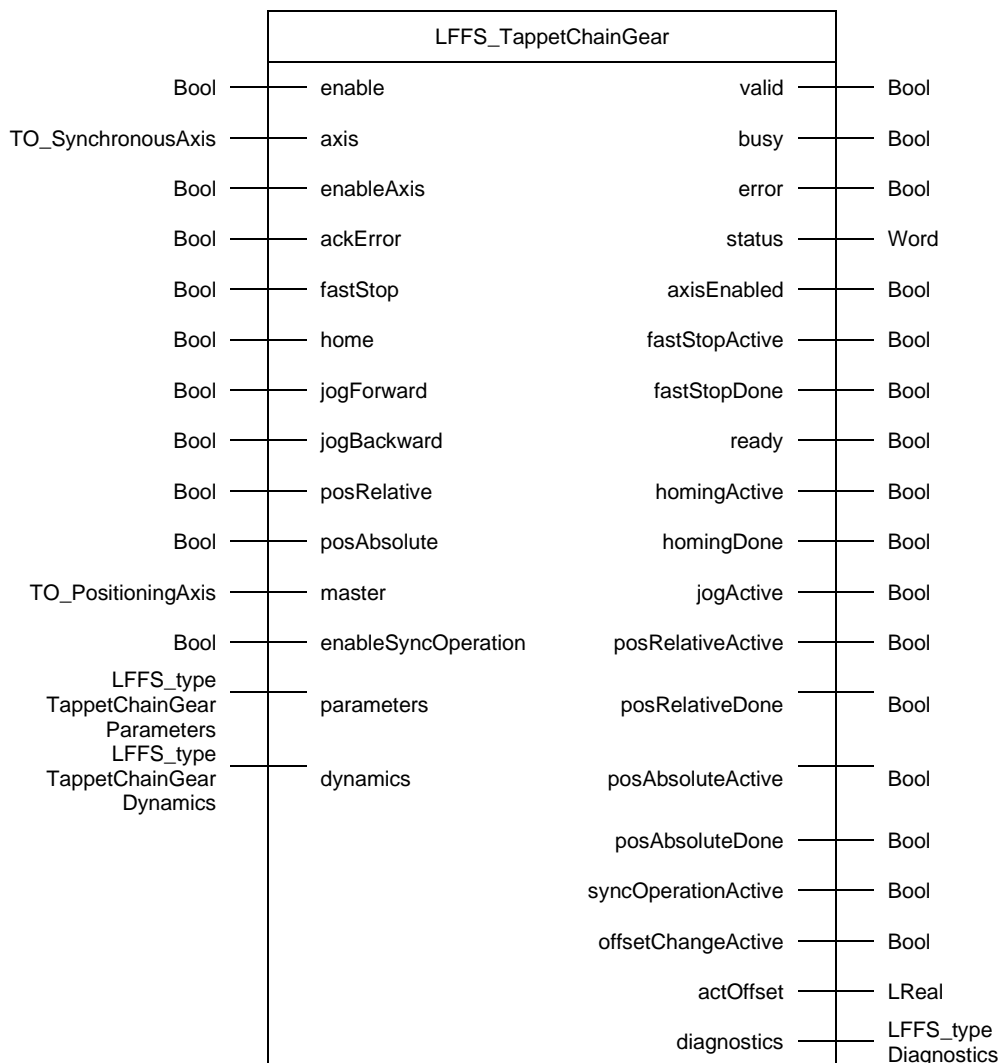 LFFS_TappetChainGear
Bool enable valid Bool
TO_SynchronousAxis axis busy Bool
Bool enableAxis error Bool
Bool ackError status Word
Bool fastStop axisEnabled Bool
Bool home fastStopActive Bool
Bool jogForward fastStopDone Bool
Bool jogBackward ready Bool
Bool posRelative homingActive Bool
Bool posAbsolute homingDone Bool
TO_PositioningAxis master jogActive Bool
Bool enableSyncOperation posRelativeActive Bool
LFFS_type
TappetChainGear parameters posRelativeDone Bool
Parameters
LFFS_type
TappetChainGear dynamics posAbsoluteActive Bool
Dynamics
posAbsoluteDone Bool
syncOperationActive Bool
offsetChangeActive Bool
actOffset LReal
diagnostics LFFS_type
Diagnostics